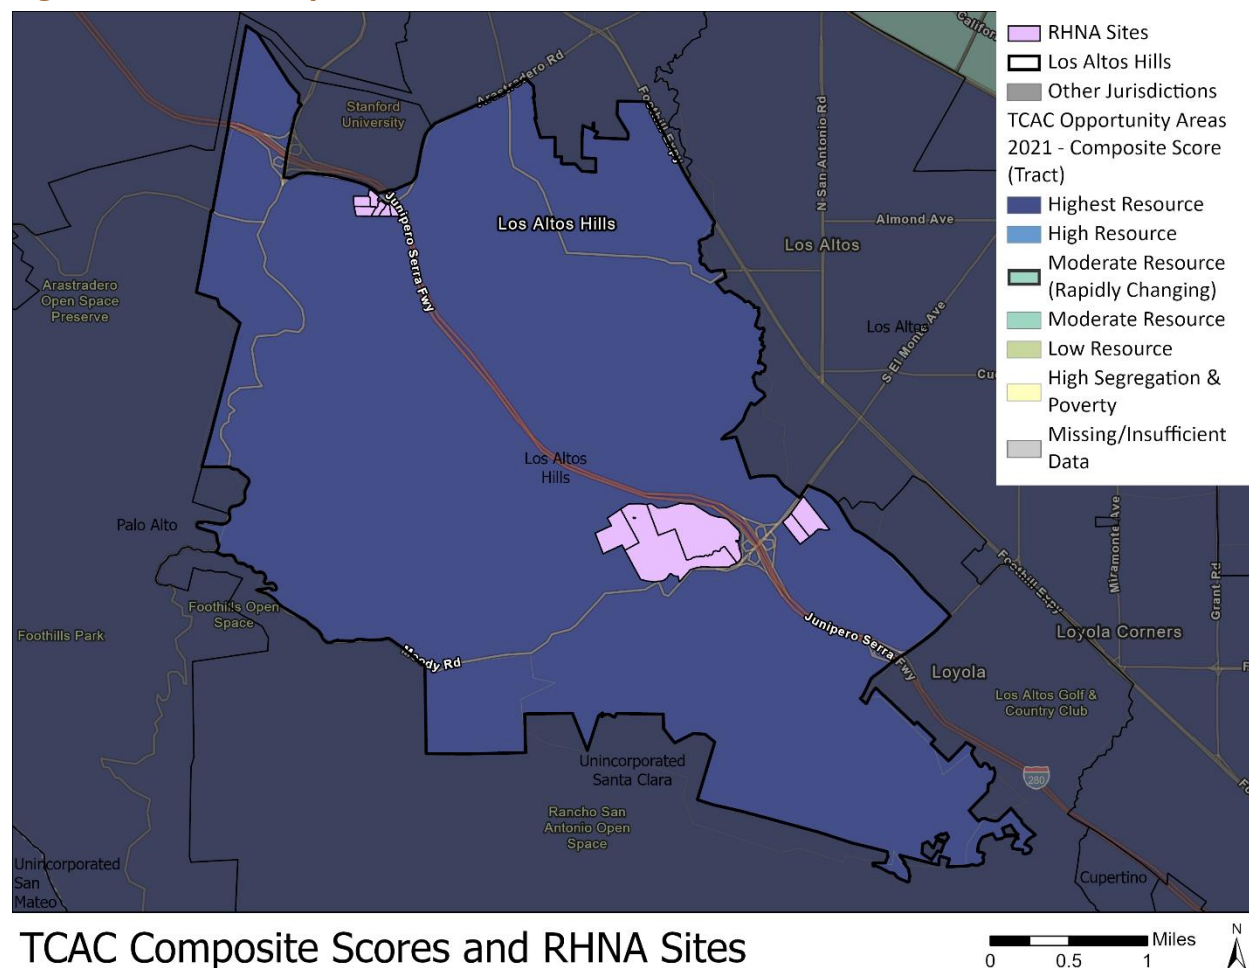 Califor
Arastradero Rd
Foothill Expy
Stanford
University
N San Antonio Rd
Junipero Serra Fwy
Los Altos Hills
Almond Ave
Los Altos
Arastradero
Open Space
Preserve
Los Altos
S El Monte Ave
Cu
Los Altos
Hills
Palo Alto
Miramonte Ave
Grant Rd
Foothill Expy
Foothills Open
Space
Foothills Park
Moody Rd
Junipero Serra Fwy
Loyola Corners
F
Loyola
Los Altos Golf &
Country Club
Unincorporated
Santa Clara
280
Fo
Rancho San
Antonio Open
Space
Unincorporated
San
Mateo
Cupertino
RHNA Sites
Los Altos Hills
Other Jurisdictions
TCAC Opportunity Areas
2021 - Composite Score
(Tract)
Highest Resource
High Resource
Moderate Resource
(Rapidly Changing)
Moderate Resource
Low Resource
High Segregation &
Poverty
Missing/Insufficient
Data
TCAC Composite Scores and RHNA Sites
Miles
0 0.5 1
N